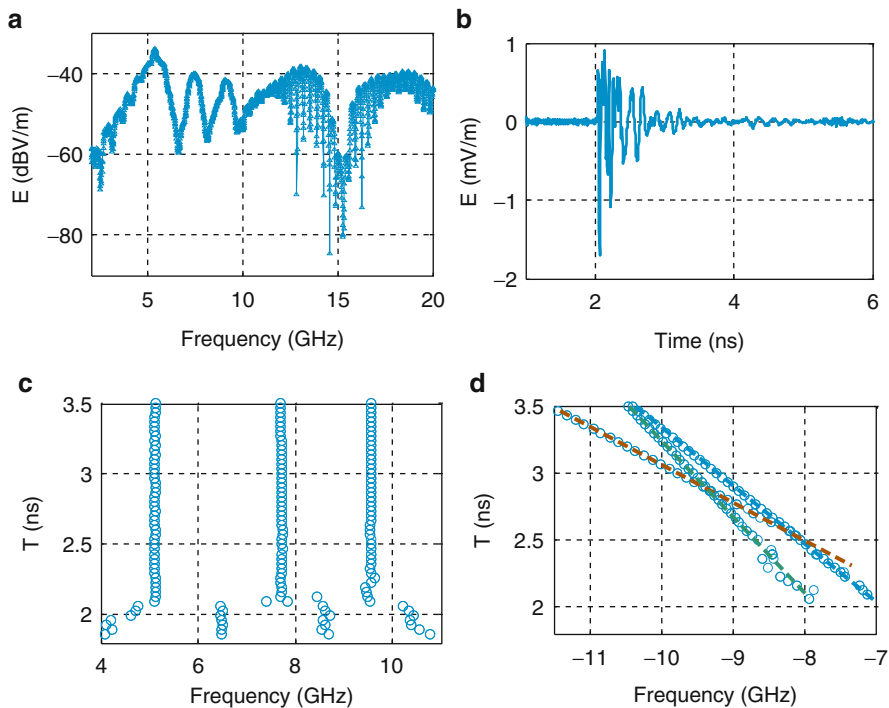 a
−40
−60
−80
E (dBV/m)
5 10 15 20
Frequency (GHz)
b
1
0
−1
−2
E (mV/m)
2 4 6
Time (ns)
c
3.5
3
2.5
2
T (ns)
4 6 8 10
Frequency (GHz)
d
3.5
3
2.5
2
T (ns)
−11 −10 −9 −8 −7
Frequency (GHz)